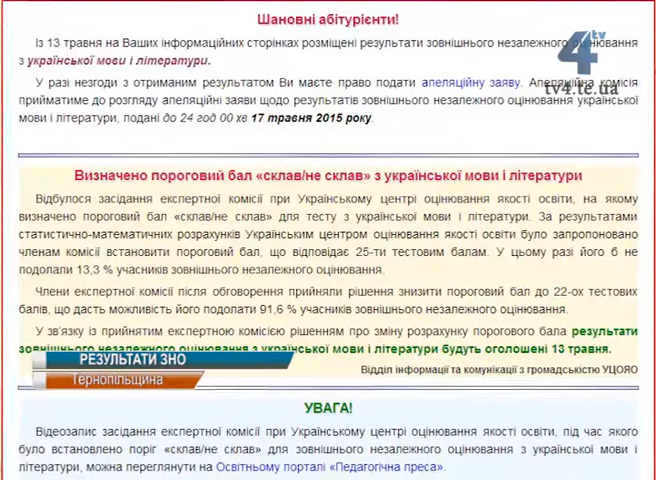 Шановні абітурієнти!
Із 13 травня на Ваших інформаційних сторінках розміщені результати зовнішнього незалежного оцінювання
з української мови і літератури.
У разі незгоди з отриманим результатом Ви маєте право подати апеляційну заяву. Апеляційна комісія
прийматиме до розгляду апеляційні заяви щодо результатів зовнішнього незалежного оцінювання української
мови і літератури, подані до 24 год 00 хв 17 травня 2015 року.
4 tv
tv4.te.ua
Визначено пороговий бал «склав/не склав» з української мови і літератури
Відбулося засідання експертної комісії при Українському центрі оцінювання якості освіти, на якому
визначено пороговий бал «склав/не склав» для тесту з української мови і літератури. За результатами
статистично-математичних розрахунків Українським центром оцінювання якості освіти було запропоновано
членам комісії встановити пороговий бал, що відповідає 25-ти тестовим балам. У цьому разі його б не
подолали 13,3 % учасників зовнішнього незалежного оцінювання.
Члени експертної комісії після обговорення прийняли рішення знизити пороговий бал до 22-ох тестових
балів, що дасть можливість його подолати 91,6 % учасників зовнішнього незалежного оцінювання.
У зв'язку із прийнятим експертною комісією рішенням про зміну розрахунку порогового бала результати
зовнішнього незалежного оцінювання з української мови і літератури будуть оголошені 13 травня.
РЕЗУЛЬТАТИ ЗНО
Відділ інформації та комунікації з громадськістю УЦОЯО
Тернопільщина
УВАГА!
Відеозапис засідання експертної комісії при Українському центрі оцінювання якості освіти, під час якого
було встановлено поріг «склав/не склав» для зовнішнього незалежного оцінювання з української мови і
літератури, можна переглянути на Освітньому порталі «Педагогічна преса».